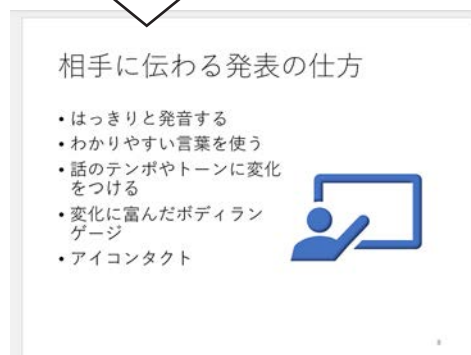 相手に伝わる発表の仕方
• はっきりと発音する
• わかりやすい言葉を使う
• 話のテンポやトーンに変化
をつける
• 変化に富んだボディラン
ゲージ
• アイコンタクト
8